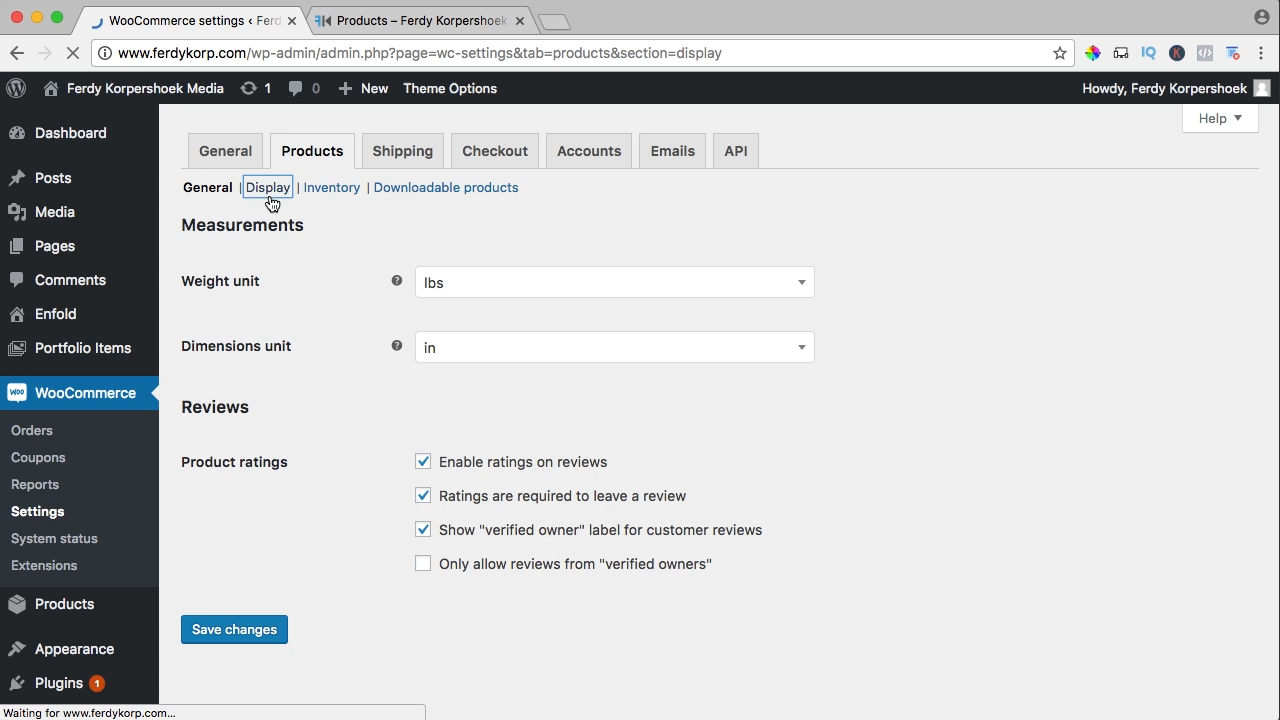 WooCommerce settings ‹ Ferd
Products – Ferdy Korpershoek
www.ferdykorp.com/wp-admin/admin.php?page=wc-settings&tab=products&section=display
Ferdy Korpershoek Media
1
0
New
Theme Options
Howdy, Ferdy Korpershoek
Help
Dashboard
Posts
Media
Pages
Comments
Enfold
Portfolio Items
Woo WooCommerce
Orders
Coupons
Reports
Settings
System status
Extensions
Products
Appearance
Plugins 1
General
Products
Shipping
Checkout
Accounts
Emails
API
General | Display | Inventory | Downloadable products
Measurements
Weight unit
lbs
Dimensions unit
in
Reviews
Product ratings
Enable ratings on reviews
Ratings are required to leave a review
Show "verified owner" label for customer reviews
Only allow reviews from "verified owners"
Save changes
Waiting for www.ferdykorp.com...